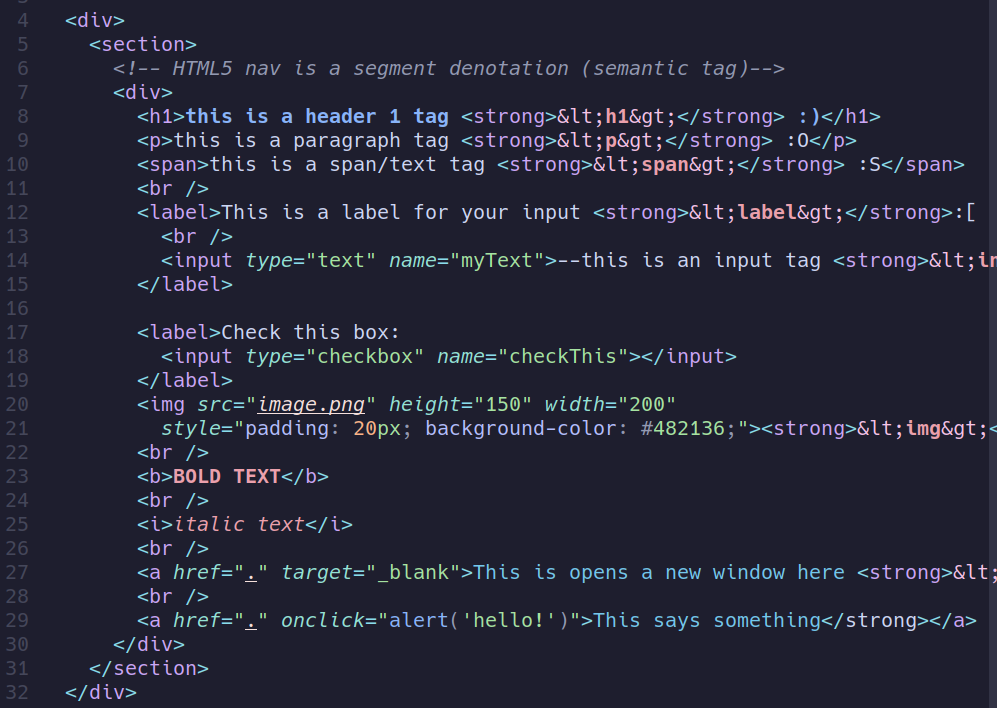 4 <div>
5 <section>
6 <!-- HTML5 nav is a segment denotation (semantic tag)-->
7 <div>
8 <h1>this is a header 1 tag <strong>&lt;h1&gt;</strong> :)</h1>
9 <p>this is a paragraph tag <strong>&lt;p&gt;</strong> :O</p>
10 <span>this is a span/text tag <strong>&lt;span&gt;</strong> :S</span>
11 <br />
12 <label>This is a label for your input <strong>&lt;label&gt;</strong>:[
13 <br />
14 <input type="text" name="myText">--this is an input tag <strong>&lt;in
15 </label>
16
17 <label>Check this box:
18 <input type="checkbox" name="checkThis"></input>
19 </label>
20 <img src="image.png" height="150" width="200"
21 style="padding: 20px; background-color: #482136;"><strong>&lt;img&gt;<
22 <br />
23 <b>BOLD TEXT</b>
24 <br />
25 <i>italic text</i>
26 <br />
27 <a href="." target="_blank">This is opens a new window here <strong>&lt;
28 <br />
29 <a href="." onclick="alert('hello!')">This says something</strong></a>
30 </div>
31 </section>
32 </div>